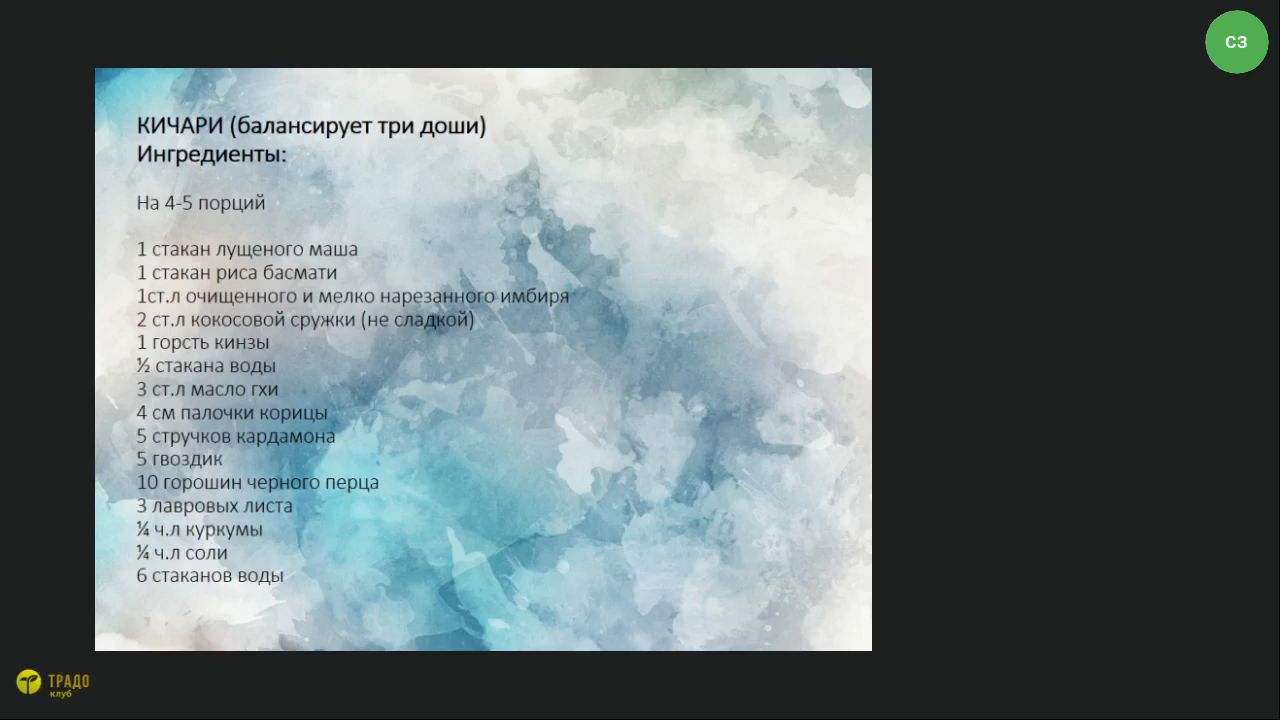 СЗ
КИЧАРИ (балансирует три доши)
Ингредиенты:
На 4-5 порций
1 стакан лущеного маша
1 стакан риса басмати
1ст.л очищенного и мелко нарезанного имбиря
2 ст.л кокосовой сружки (не сладкой)
1 горсть кинзы
½ стакана воды
3 ст.л масло гхи
4 см палочки корицы
5 стручков кардамона
5 гвоздик
10 горошин черного перца
3 лавровых листа
¼ ч.л куркумы
¼ ч.л соли
6 стаканов воды
ТРАДО
клуб